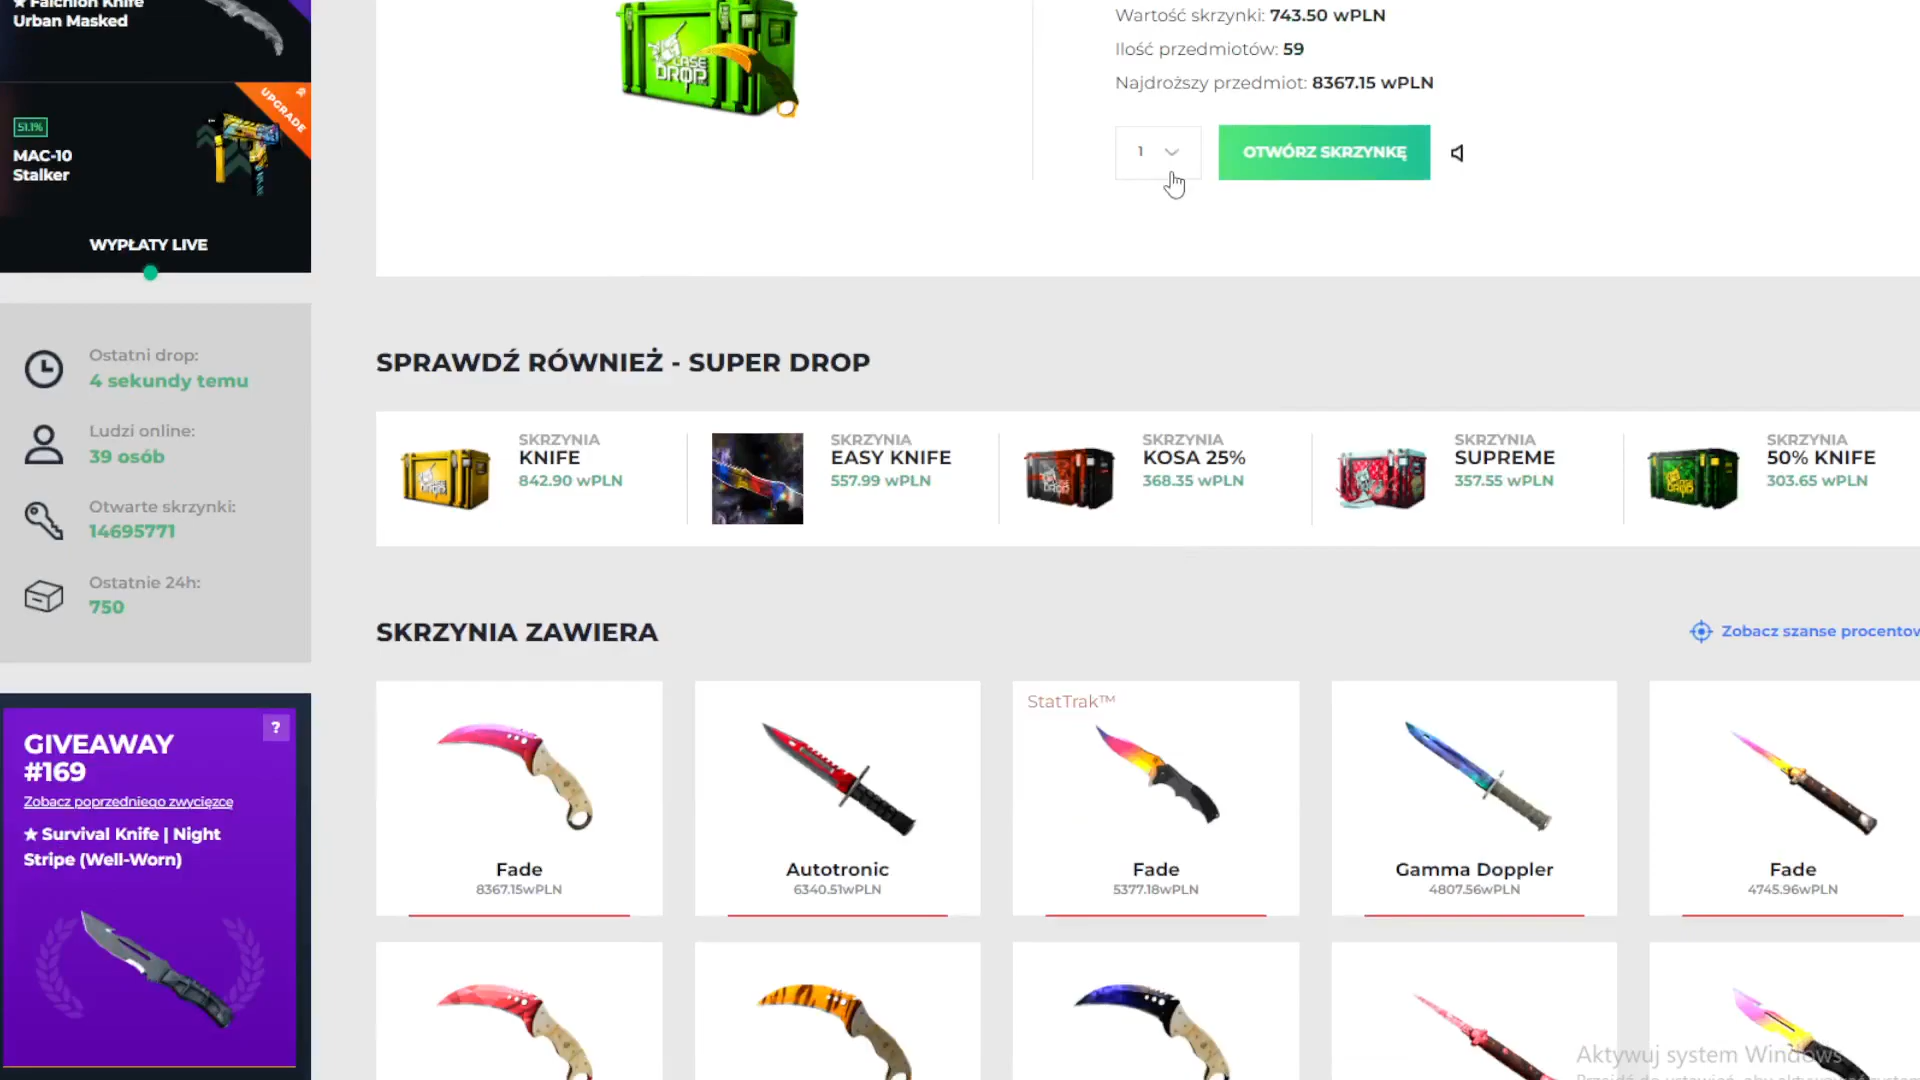 ★ Falchion Knife
Urban Masked
UPGRADE
51.1%
MAC-10
Stalker
WYPŁATY LIVE
Ostatni drop:
4 sekundy temu
Ludzi online:
39 osób
Otwarte skrzynki:
14695771
Ostatnie 24h:
750
GIVEAWAY
#169
?
Zobacz poprzedniego zwycięzcę
★ Survival Knife | Night
Stripe (Well-Worn)
CASE
DROP
Wartość skrzynki: 743.50 wPLN
Ilość przedmiotów: 59
Najdroższy przedmiot: 8367.15 wPLN
1
OTWÓRZ SKRZYNKĘ
SPRAWDŹ RÓWNIEŻ - SUPER DROP
SKRZYNIA
KNIFE
842.90 wPLN
SKRZYNIA
EASY KNIFE
557.99 wPLN
SKRZYNIA
KOSA 25%
368.35 wPLN
SKRZYNIA
SUPREME
357.55 wPLN
SKRZYNIA
50% KNIFE
303.65 wPLN
SKRZYNIA ZAWIERA
Zobacz szanse procentow
Fade
8367.15wPLN
Autotronic
6340.51wPLN
StatTrak™
Fade
5377.18wPLN
Gamma Doppler
4807.56wPLN
Fade
4745.96wPLN
Aktywuj system Windows